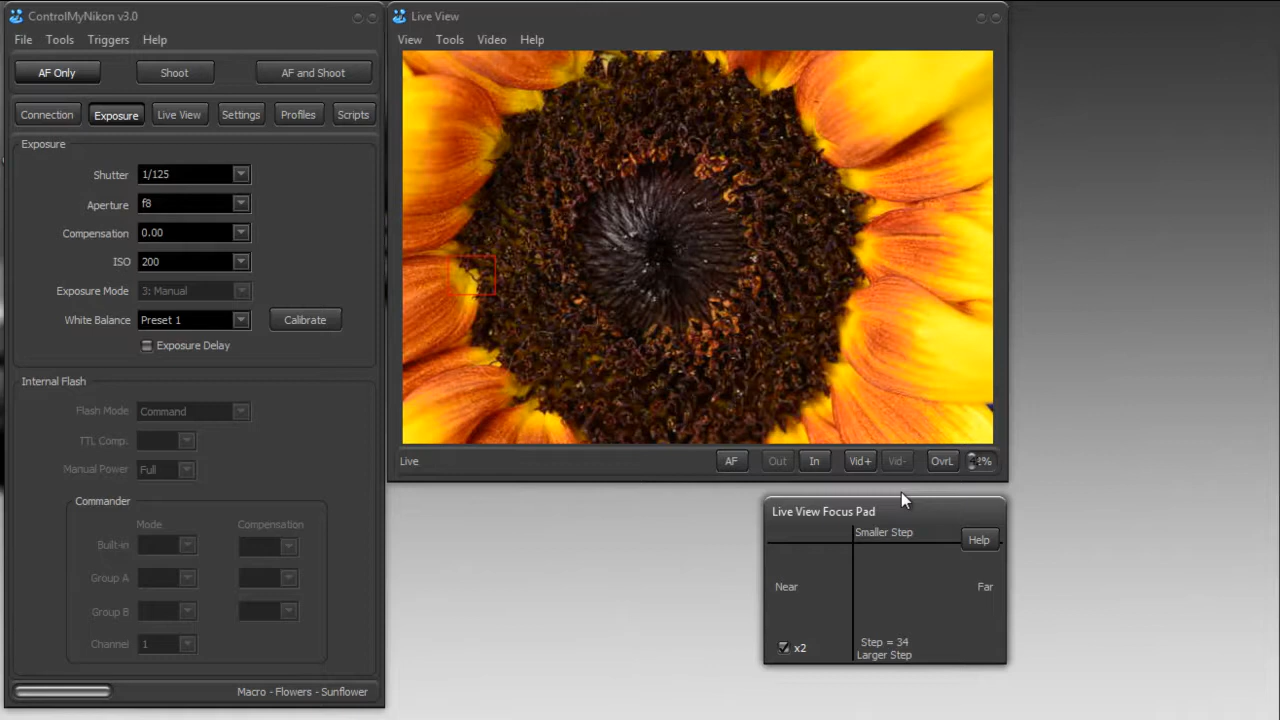 ControlMyNikon v3.0
File Tools Triggers Help
AF Only Shoot AF and Shoot
Connection Exposure Live View Settings Profiles Scripts
Exposure
Shutter 1/125
Aperture f8
Compensation 0.00
ISO 200
Exposure Mode 3: Manual
White Balance Preset 1 Calibrate
Exposure Delay
Internal Flash
Flash Mode Command
TTL Comp.
Manual Power Full
Commander
Mode Compensation
Built-in
Group A
Group B
Channel 1
Macro - Flowers - Sunflower
Live View
View Tools Video Help
Live AF Out In Vid+ Vid- OvrL
Live View Focus Pad
Smaller Step
Help
Near Far
Step = 34
x2
Larger Step